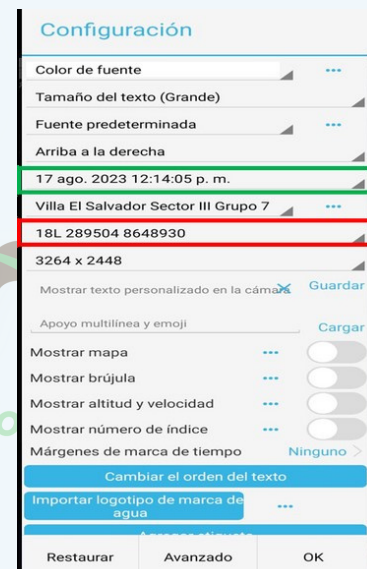 Configuración
Color de fuente ...
Tamaño del texto (Grande)
Fuente predeterminada ...
Arriba a la derecha
17 ago. 2023 12:14:05 p. m.
Villa El Salvador Sector III Grupo 7 ...
18L 289504 8648930
3264 x 2448
Mostrar texto personalizado en la cámara Guardar
Apoyo multilínea y emoji Cargar
Mostrar mapa ...
Mostrar brújula ...
Mostrar altitud y velocidad ...
Mostrar número de índice ...
Márgenes de marca de tiempo Ninguno >
Cambiar el orden del texto
Importar logotipo de marca de
agua ...
Agregar etiqueta
Restaurar Avanzado OK